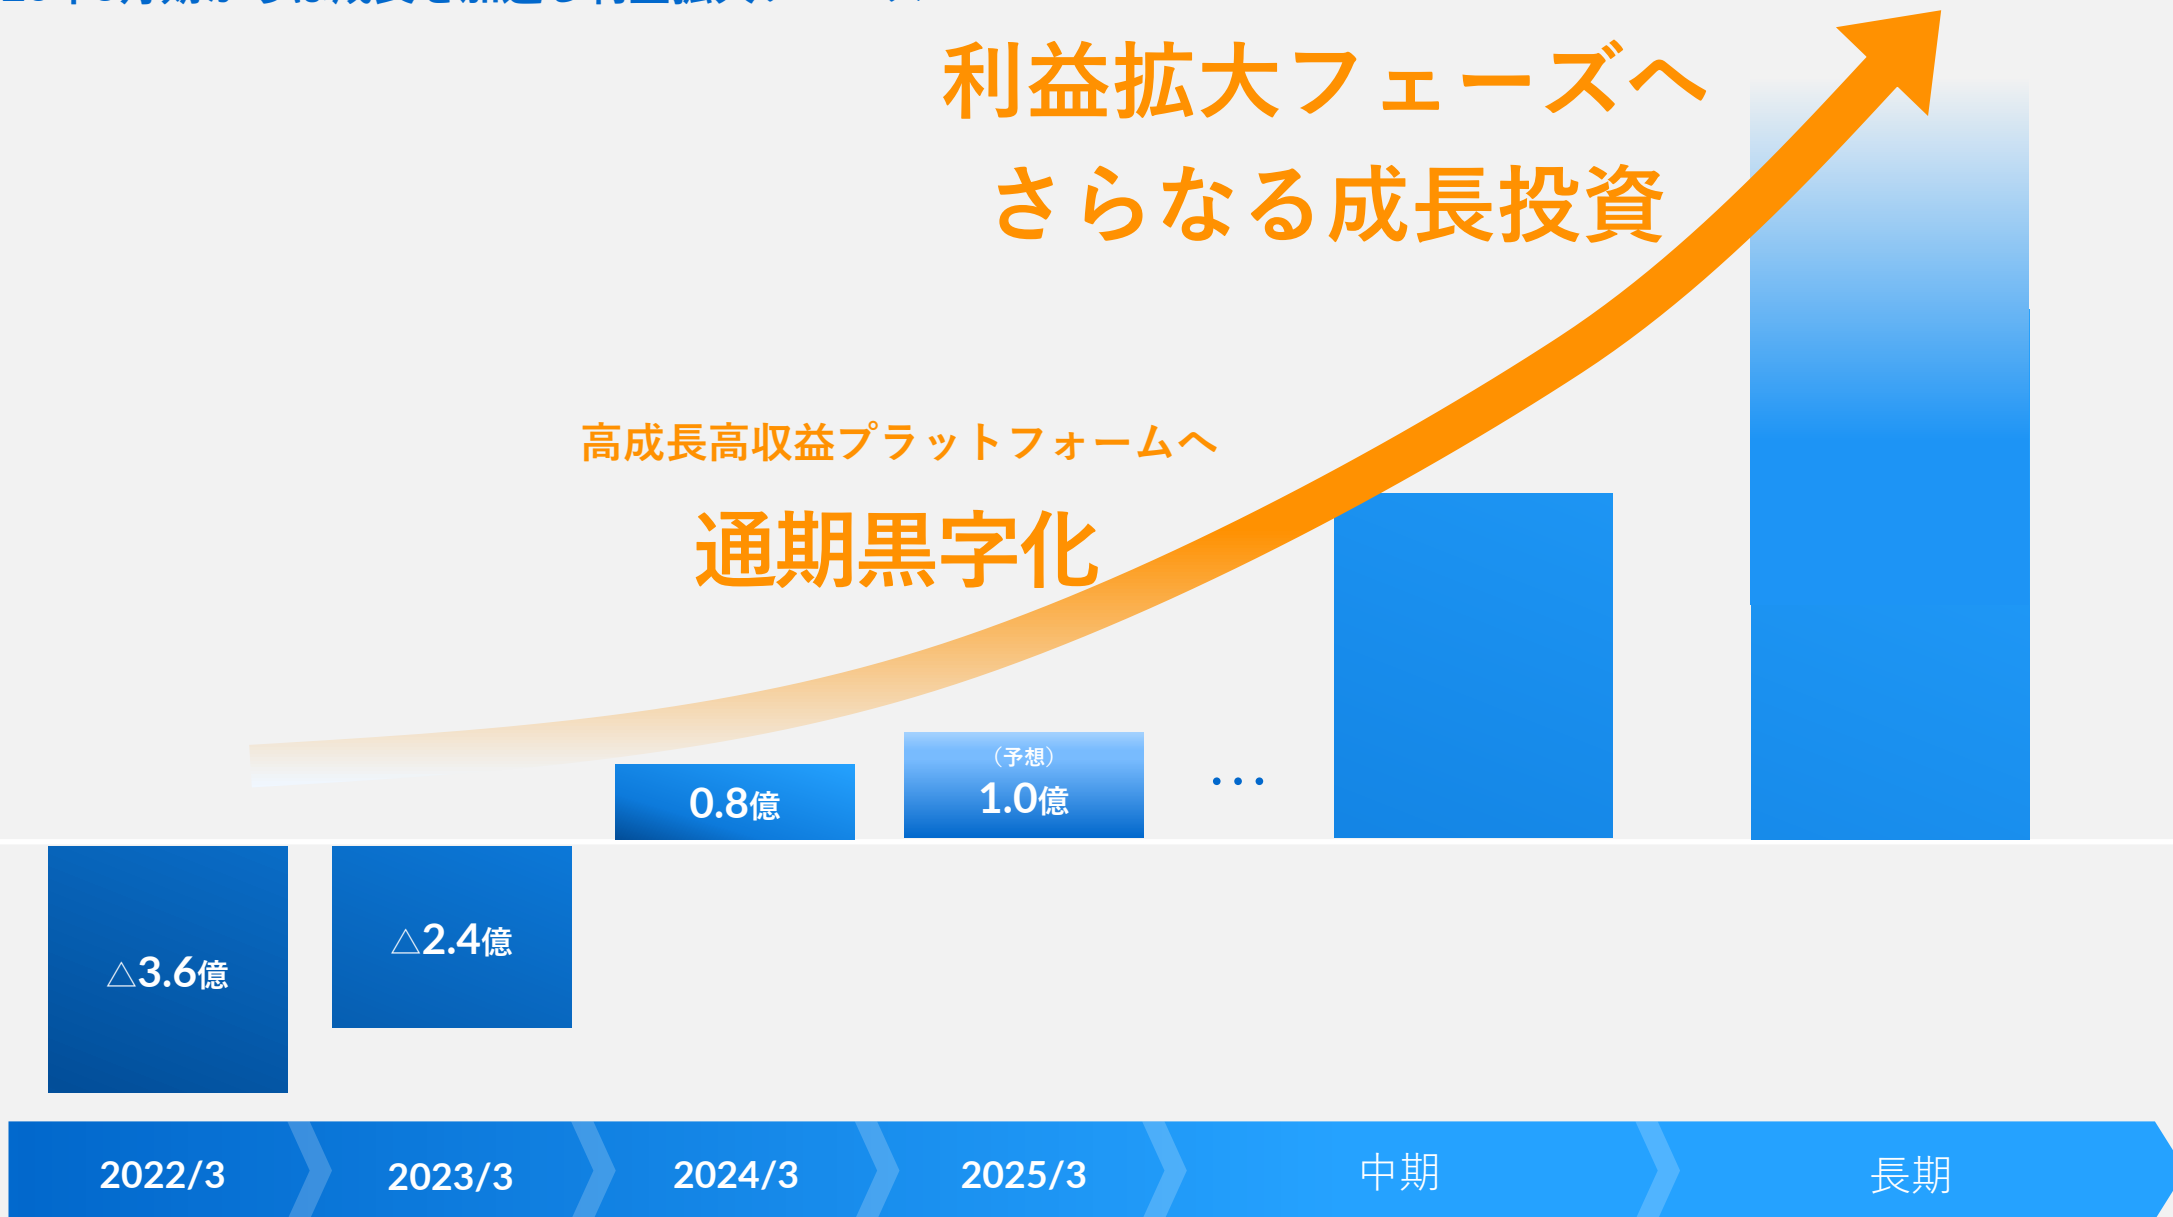 利益拡大フェーズへ
さらなる成長投資
高成長高収益プラットフォームへ
通期黒字化
(予想)
0.8億
1.0億
...
△3.6億
△2.4億
2022/3
2023/3
2024/3
2025/3
中期
長期